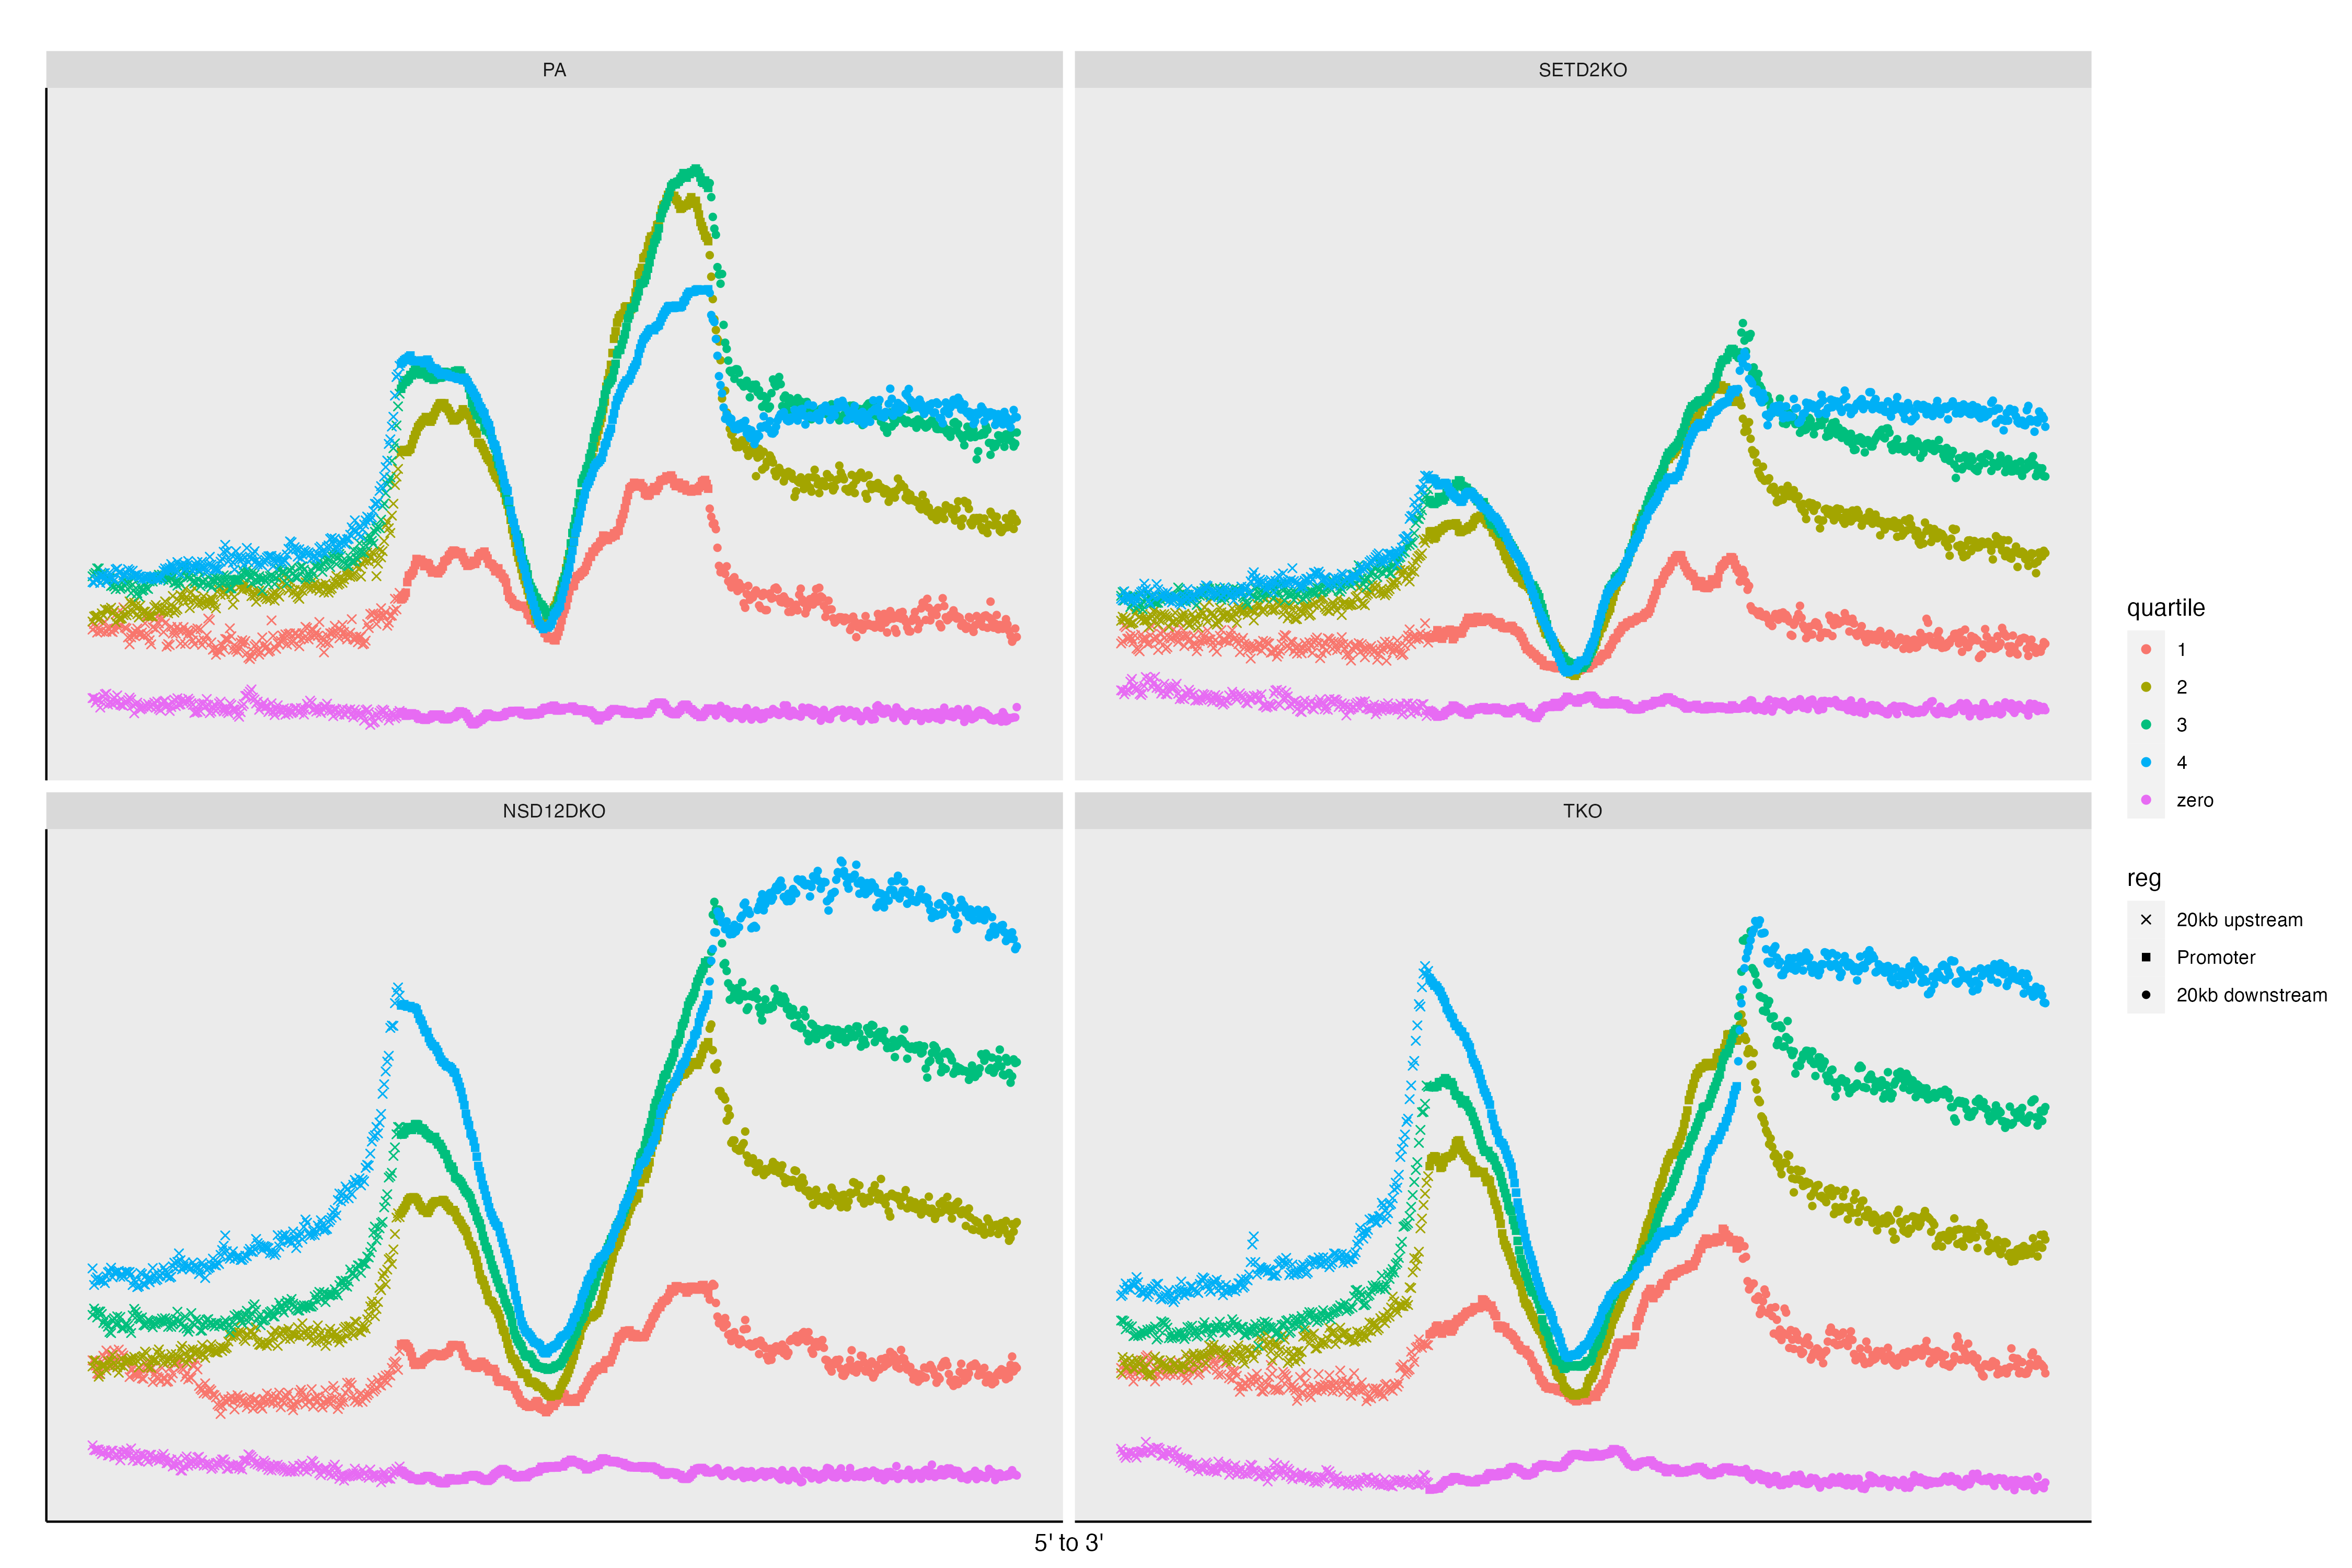 PA
SETD2KO
NSD12DKO
TKO
5' to 3'
quartile
1
2
3
4
zero
reg
20kb upstream
Promoter
20kb downstream